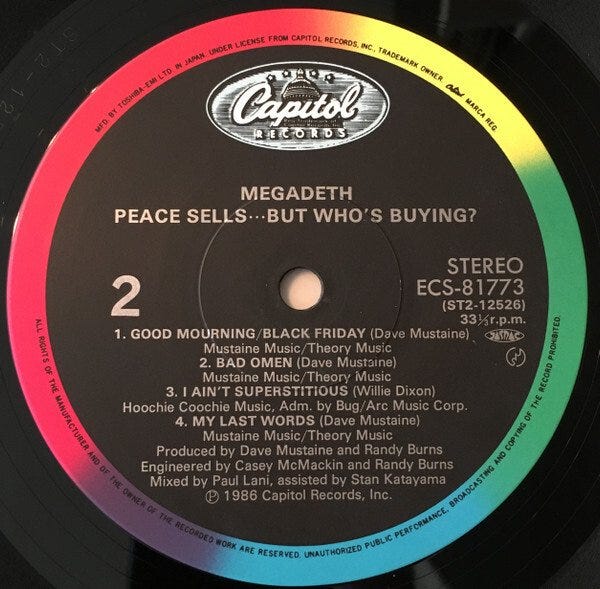 MFD. BY TOSHIBA-EMI LTD. IN JAPAN. UNDER LICENSE FROM CAPITOL RECORDS, INC., TRADEMARK OWNER. Capitol MARCA REG.
Capitol
RECORDS
MEGADETH
PEACE SELLS···BUT WHO'S BUYING?
2
STEREO
ECS-81773
(ST2-12526)
33⅓r.p.m.
JASRAC
1. GOOD MOURNING/BLACK FRIDAY (Dave Mustaine)
Mustaine Music/Theory Music
2. BAD OMEN (Dave Mustaine)
Mustaine Music/Theory Music
3. I AIN'T SUPERSTITIOUS (Willie Dixon)
Hoochie Coochie Music, Adm. by Bug/Arc Music Corp.
4. MY LAST WORDS (Dave Mustaine)
Mustaine Music/Theory Music
Produced by Dave Mustaine and Randy Burns
Engineered by Casey McMackin and Randy Burns
Mixed by Paul Lani, assisted by Stan Katayama
Ⓟ 1986 Capitol Records, Inc.
ALL RIGHTS OF THE MANUFACTURER AND OF THE OWNER OF THE RECORDED WORK ARE RESERVED. UNAUTHORIZED PUBLIC PERFORMANCE, BROADCASTING AND COPYING OF THE RECORD PROHIBITED.